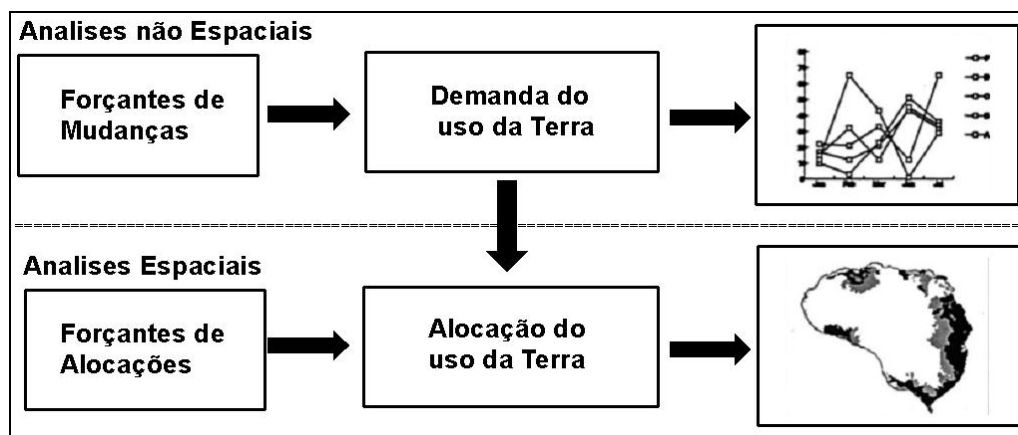 Analises não Espaciais
Forçantes de
Mudanças
Demanda do
uso da Terra
Analises Espaciais
Forçantes de
Alocações
Alocação do
uso da Terra